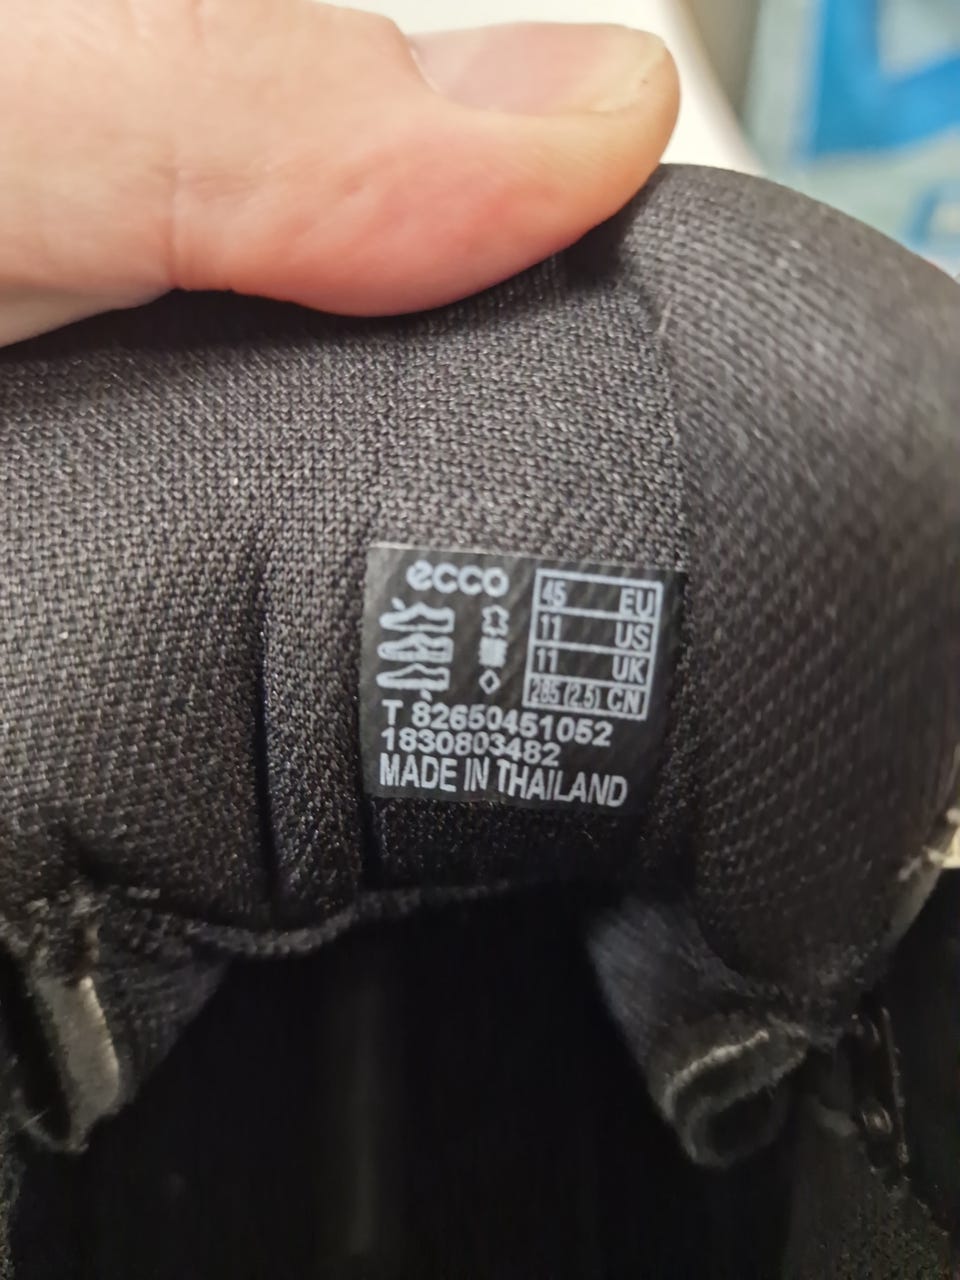 ecco
45 EU
11 US
11 UK
285 (2.5) CN
T 82650451052
1830803482
MADE IN THAILAND